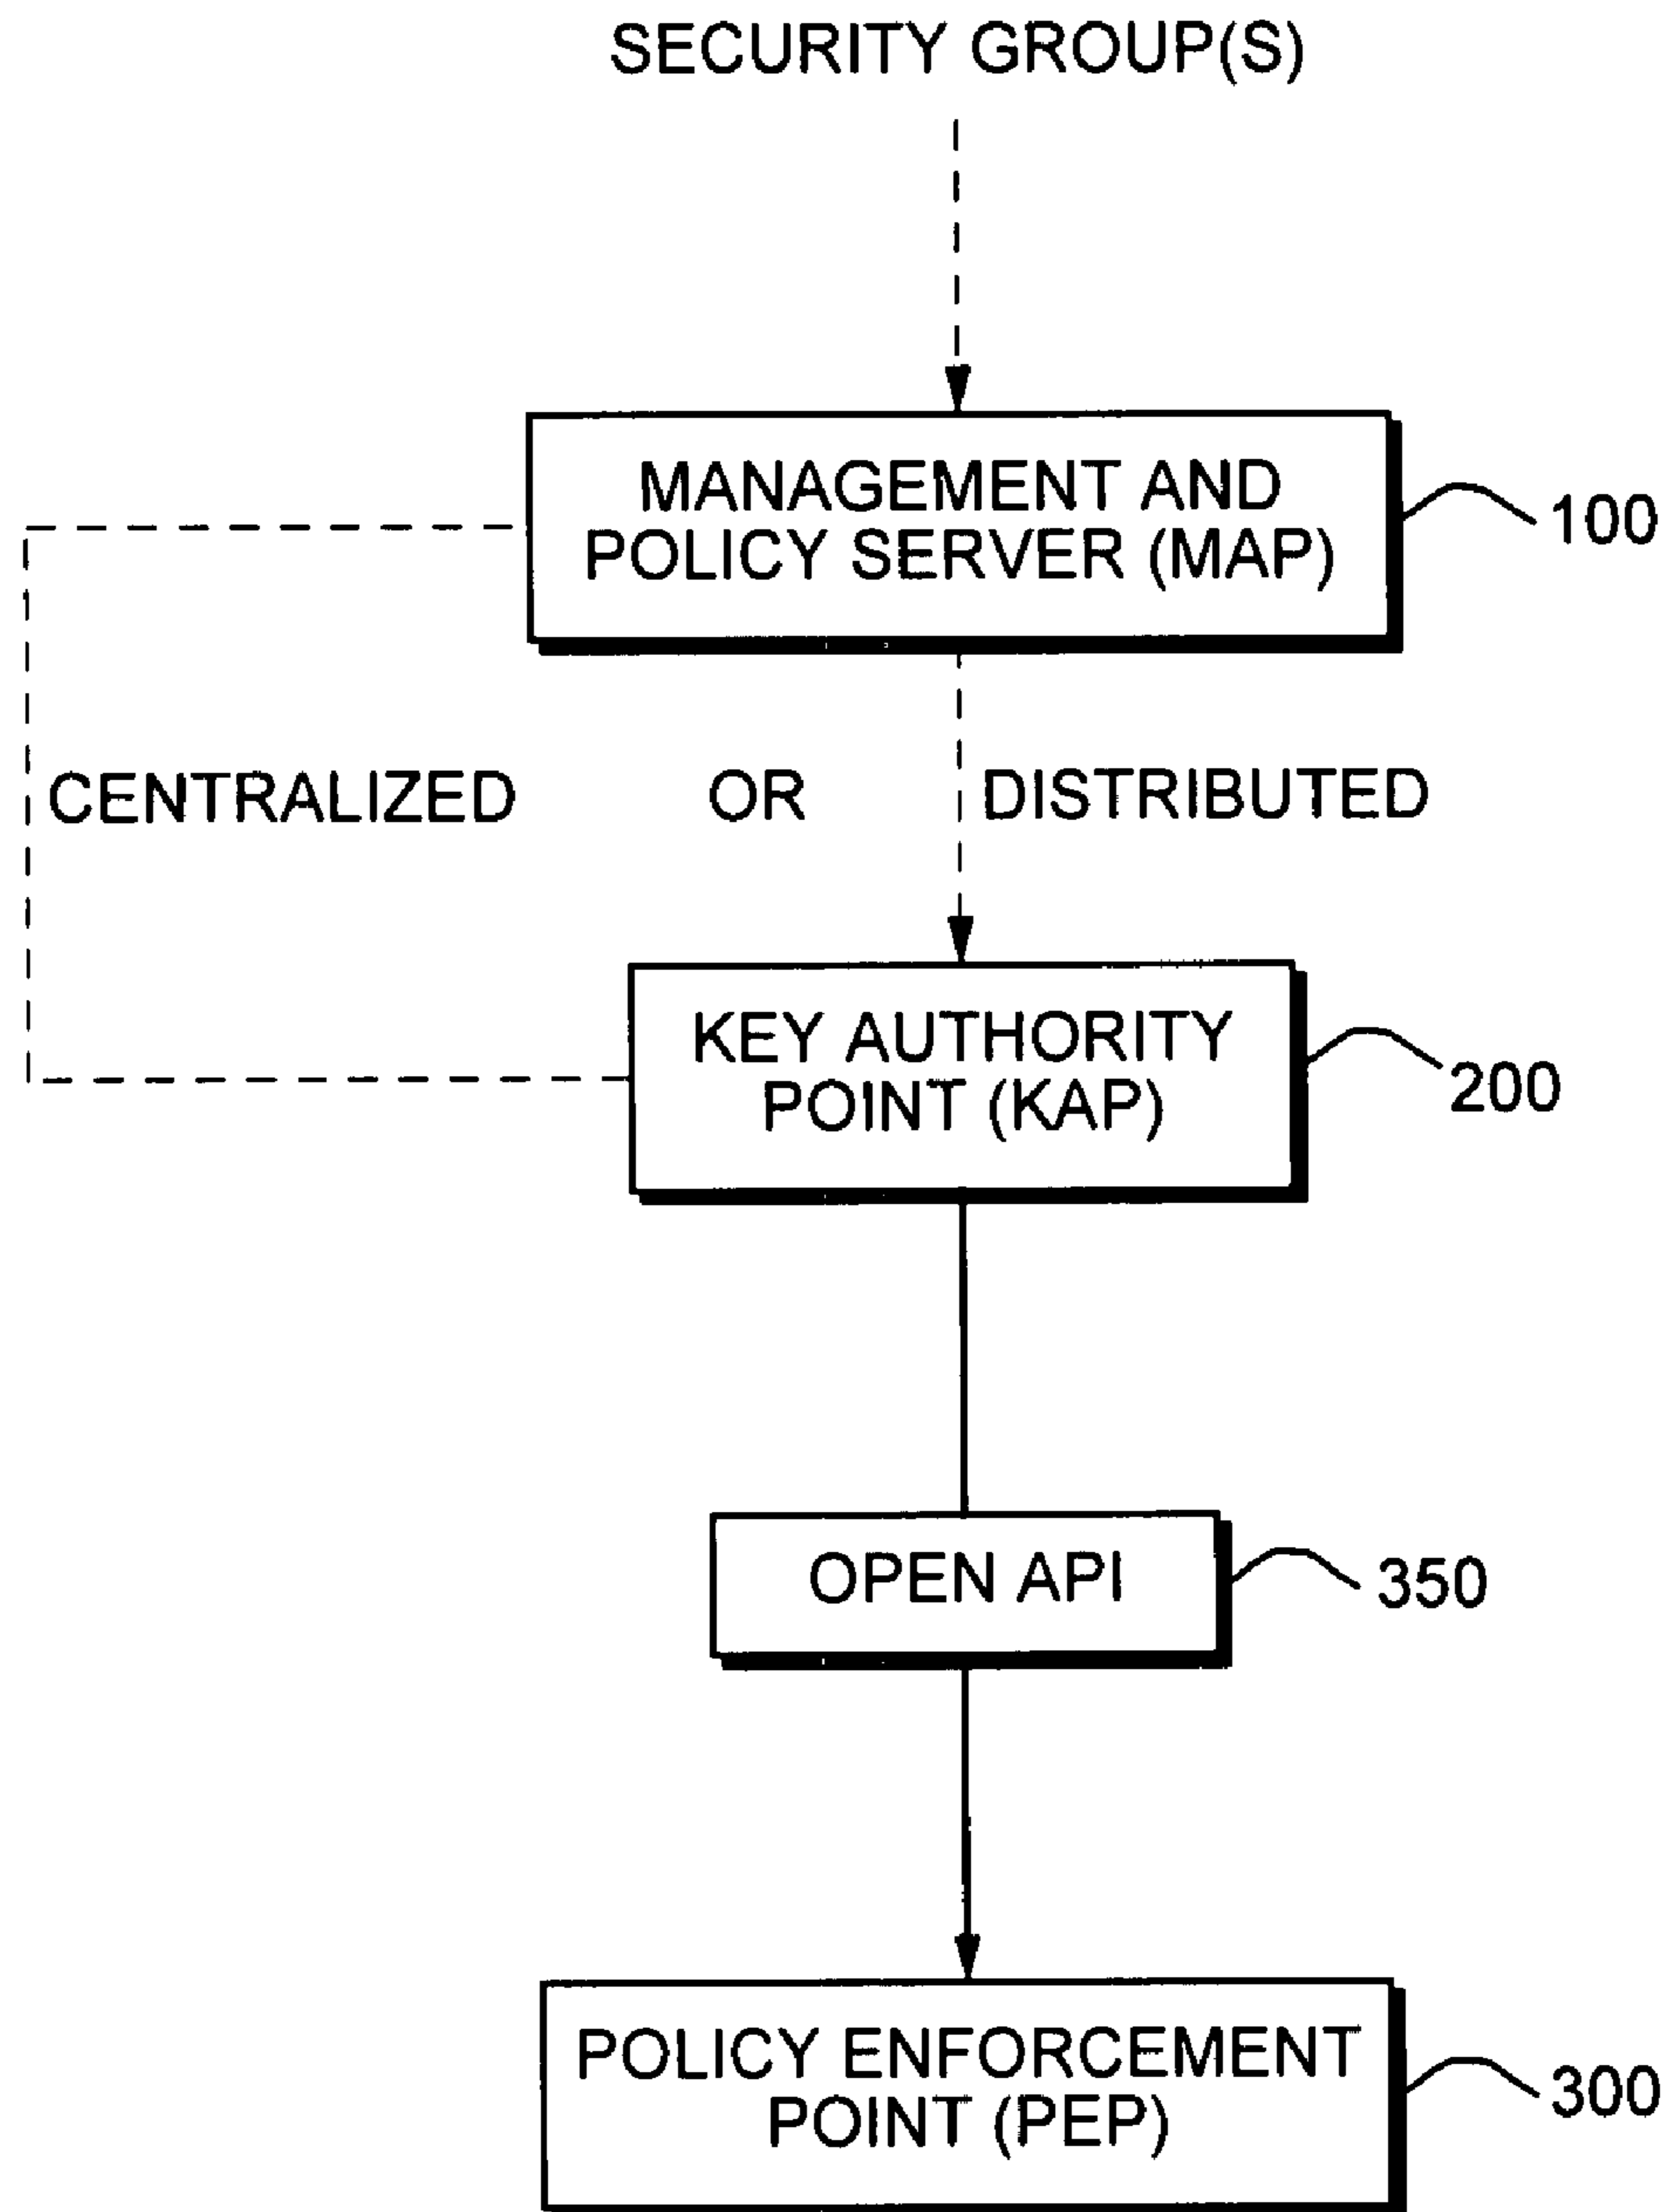 SECURITY GROUP(S)
MANAGEMENT AND
POLICY SERVER (MAP)
100
CENTRALIZED OR DISTRIBUTED
KEY AUTHORITY
POINT (KAP)
200
OPEN API
350
POLICY ENFORCEMENT
POINT (PEP)
300